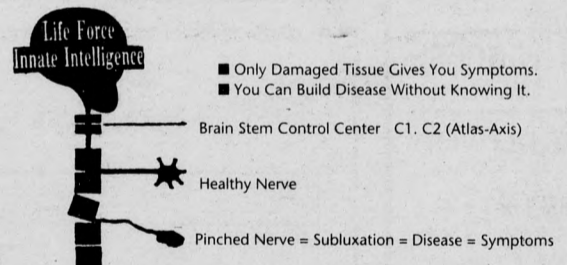 Life Force
Innate Intelligence
■ Only Damaged Tissue Gives You Symptoms.
■ You Can Build Disease Without Knowing It.
Brain Stem Control Center C1. C2 (Atlas-Axis)
Healthy Nerve
Pinched Nerve = Subluxation = Disease = Symptoms